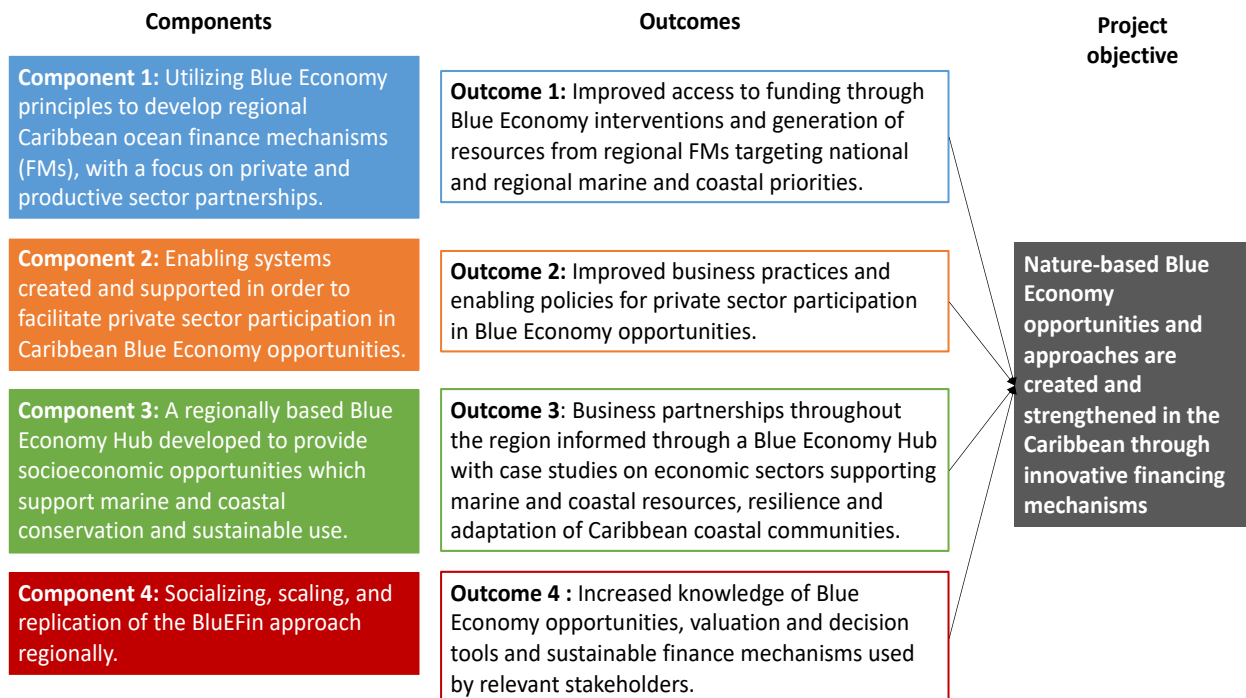 Components
Outcomes
Project
objective
Component 1: Utilizing Blue Economy
principles to develop regional
Caribbean ocean finance mechanisms
(FMs), with a focus on private and
productive sector partnerships.
Outcome 1: Improved access to funding through
Blue Economy interventions and generation of
resources from regional FMs targeting national
and regional marine and coastal priorities.
Component 2: Enabling systems
created and supported in order to
facilitate private sector participation in
Caribbean Blue Economy opportunities.
Outcome 2: Improved business practices and
enabling policies for private sector participation
in Blue Economy opportunities.
Component 3: A regionally based Blue
Economy Hub developed to provide
socioeconomic opportunities which
support marine and coastal
conservation and sustainable use.
Outcome 3: Business partnerships throughout
the region informed through a Blue Economy Hub
with case studies on economic sectors supporting
marine and coastal resources, resilience and
adaptation of Caribbean coastal communities.
Component 4: Socializing, scaling, and
replication of the BluEFin approach
regionally.
Outcome 4 : Increased knowledge of Blue
Economy opportunities, valuation and decision
tools and sustainable finance mechanisms used
by relevant stakeholders.
Nature-based Blue
Economy
opportunities and
approaches are
created and
strengthened in the
Caribbean through
innovative financing
mechanisms